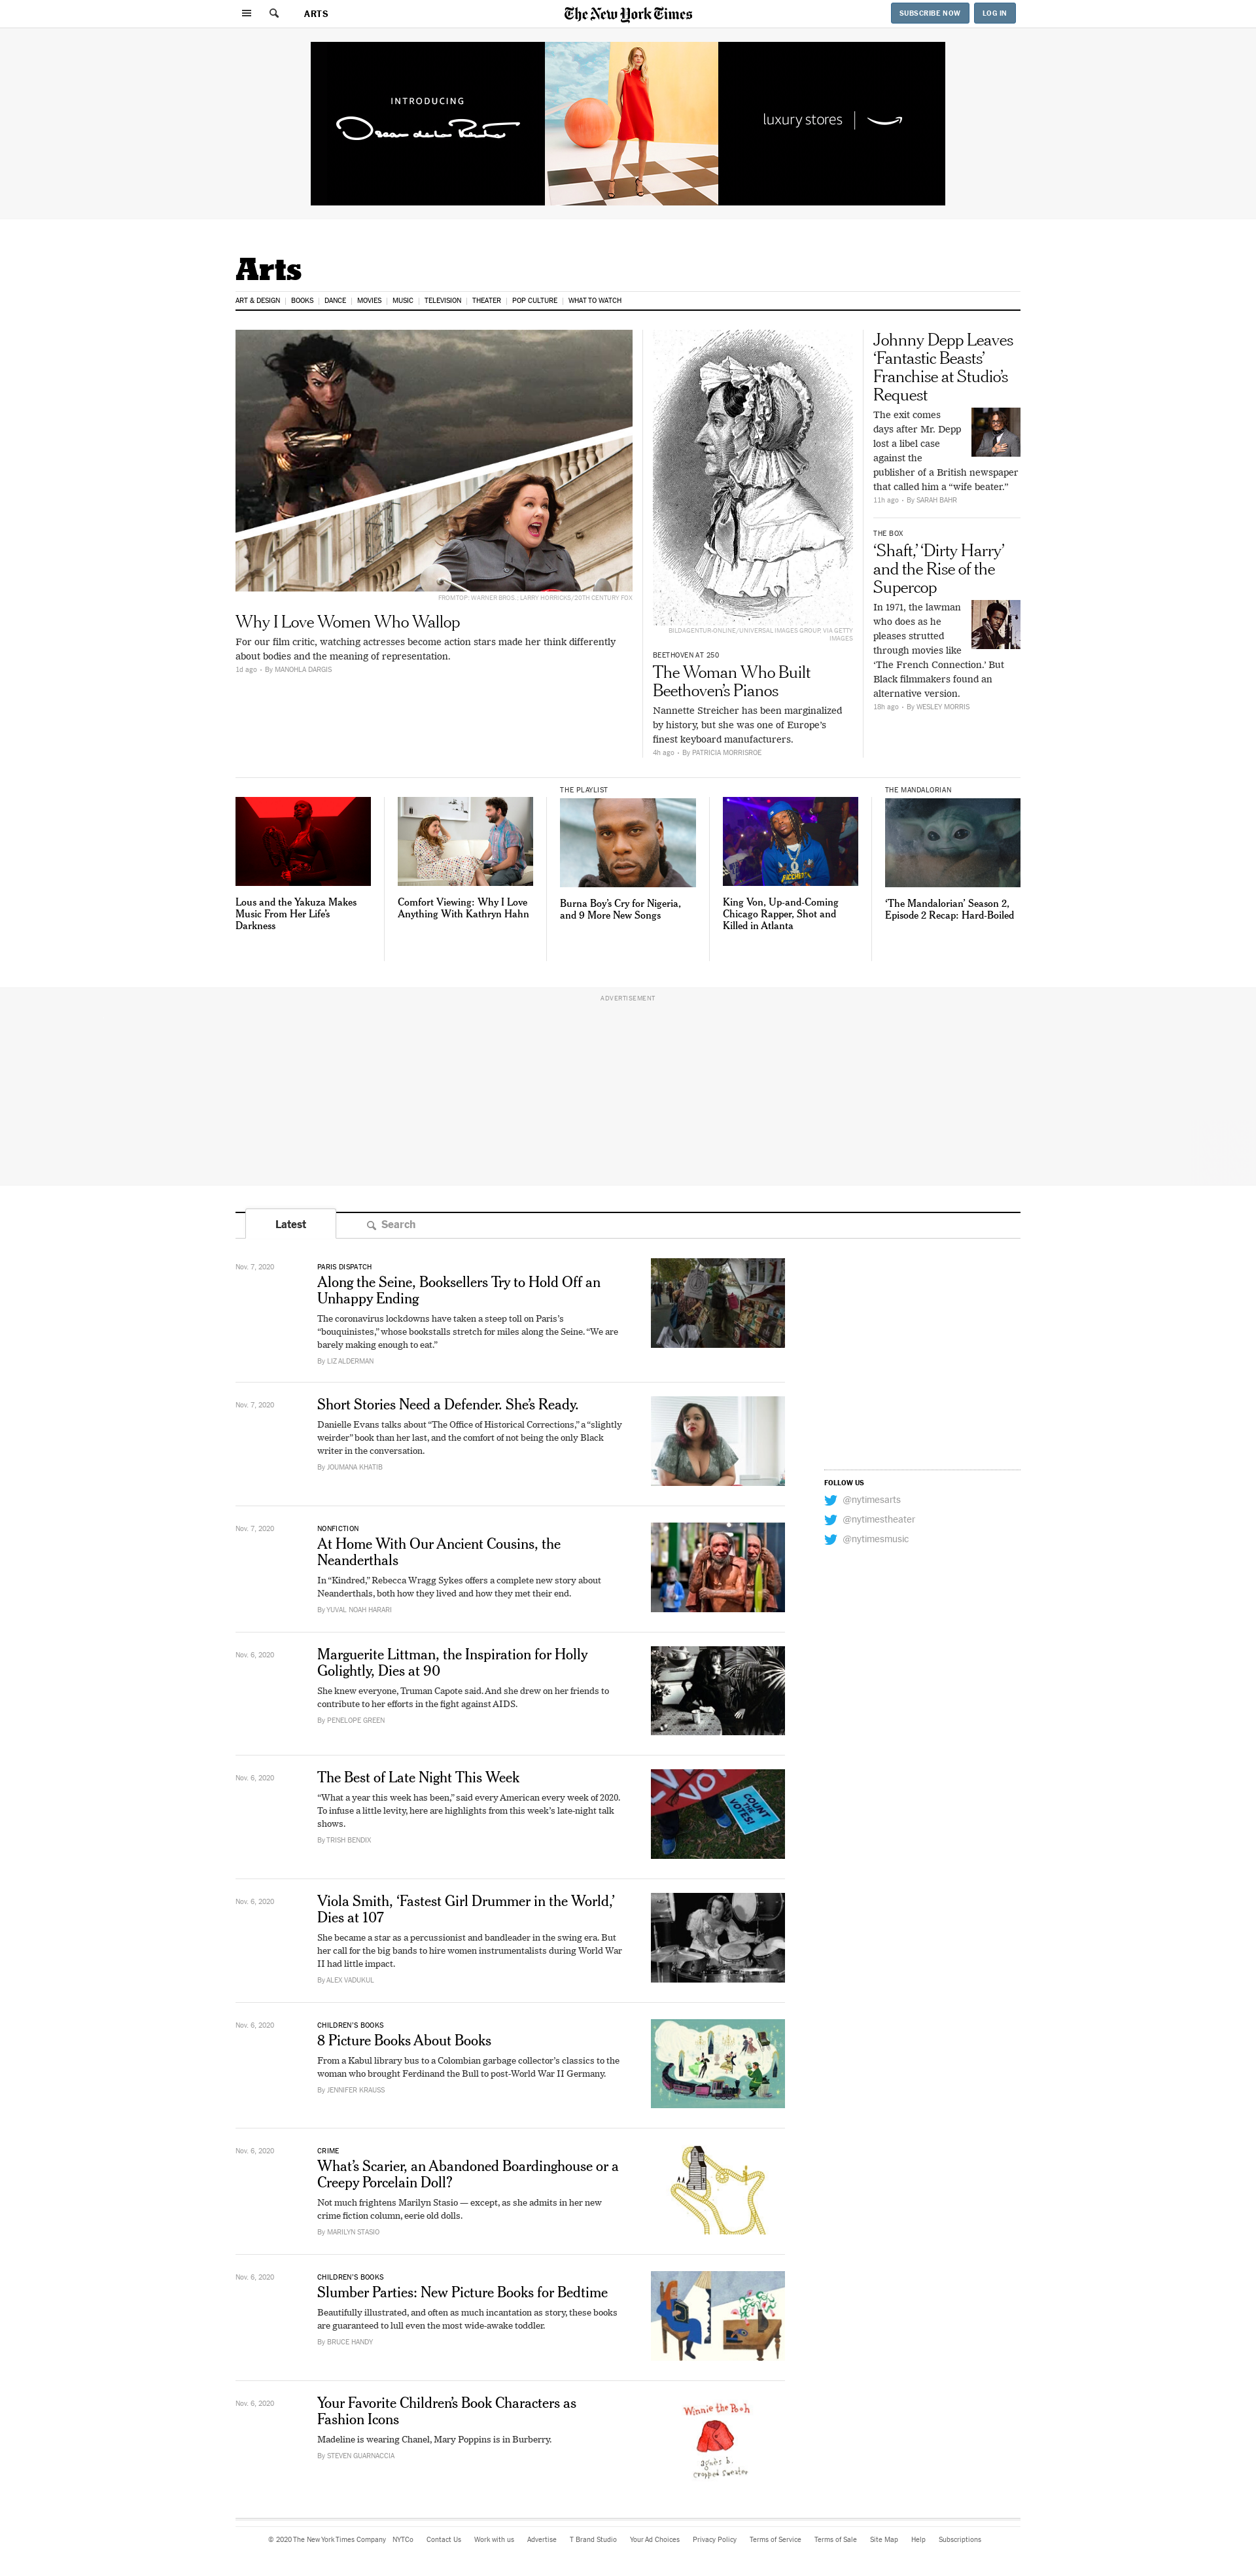 ARTS
The New York Times
SUBSCRIBE NOW
LOG IN
INTRODUCING
Oscar de la Renta
luxury stores
Arts
ART & DESIGN
BOOKS
DANCE
MOVIES
MUSIC
TELEVISION
THEATER
POP CULTURE
WHAT TO WATCH
FROM TOP: WARNER BROS.; LARRY HORRICKS/20TH CENTURY FOX
Why I Love Women Who Wallop
For our film critic, watching actresses become action stars made her think differently
about bodies and the meaning of representation.
1d ago • By MANOHLA DARGIS
BILDAGENTUR-ONLINE/UNIVERSAL IMAGES GROUP, VIA GETTY
IMAGES
BEETHOVEN AT 250
The Woman Who Built
Beethoven’s Pianos
Nannette Streicher has been marginalized
by history, but she was one of Europe’s
finest keyboard manufacturers.
4h ago • By PATRICIA MORRISROE
Johnny Depp Leaves
‘Fantastic Beasts’
Franchise at Studio’s
Request
The exit comes
days after Mr. Depp
lost a libel case
against the
publisher of a British newspaper
that called him a “wife beater.”
11h ago • By SARAH BAHR
THE BOX
‘Shaft,’ ‘Dirty Harry’
and the Rise of the
Supercop
In 1971, the lawman
who does as he
pleases strutted
through movies like
‘The French Connection.’ But
Black filmmakers found an
alternative version.
18h ago • By WESLEY MORRIS
Lous and the Yakuza Makes
Music From Her Life’s
Darkness
Comfort Viewing: Why I Love
Anything With Kathryn Hahn
THE PLAYLIST
Burna Boy’s Cry for Nigeria,
and 9 More New Songs
King Von, Up-and-Coming
Chicago Rapper, Shot and
Killed in Atlanta
THE MANDALORIAN
‘The Mandalorian’ Season 2,
Episode 2 Recap: Hard-Boiled
ADVERTISEMENT
Latest
Search
Nov. 7, 2020
PARIS DISPATCH
Along the Seine, Booksellers Try to Hold Off an
Unhappy Ending
The coronavirus lockdowns have taken a steep toll on Paris’s
“bouquinistes,” whose bookstalls stretch for miles along the Seine. “We are
barely making enough to eat.”
By LIZ ALDERMAN
Nov. 7, 2020
Short Stories Need a Defender. She’s Ready.
Danielle Evans talks about “The Office of Historical Corrections,” a “slightly
weirder” book than her last, and the comfort of not being the only Black
writer in the conversation.
By JOUMANA KHATIB
FOLLOW US
@nytimesarts
@nytimestheater
@nytimesmusic
Nov. 7, 2020
NONFICTION
At Home With Our Ancient Cousins, the
Neanderthals
In “Kindred,” Rebecca Wragg Sykes offers a complete new story about
Neanderthals, both how they lived and how they met their end.
By YUVAL NOAH HARARI
Nov. 6, 2020
Marguerite Littman, the Inspiration for Holly
Golightly, Dies at 90
She knew everyone, Truman Capote said. And she drew on her friends to
contribute to her efforts in the fight against AIDS.
By PENELOPE GREEN
Nov. 6, 2020
The Best of Late Night This Week
“What a year this week has been,” said every American every week of 2020.
To infuse a little levity, here are highlights from this week’s late-night talk
shows.
By TRISH BENDIX
COUNT
THE
VOTES!
Nov. 6, 2020
Viola Smith, ‘Fastest Girl Drummer in the World,’
Dies at 107
She became a star as a percussionist and bandleader in the swing era. But
her call for the big bands to hire women instrumentalists during World War
II had little impact.
By ALEX VADUKUL
Nov. 6, 2020
CHILDREN’S BOOKS
8 Picture Books About Books
From a Kabul library bus to a Colombian garbage collector’s classics to the
woman who brought Ferdinand the Bull to post-World War II Germany.
By JENNIFER KRAUSS
Nov. 6, 2020
CRIME
What’s Scarier, an Abandoned Boardinghouse or a
Creepy Porcelain Doll?
Not much frightens Marilyn Stasio — except, as she admits in her new
crime fiction column, eerie old dolls.
By MARILYN STASIO
Nov. 6, 2020
CHILDREN’S BOOKS
Slumber Parties: New Picture Books for Bedtime
Beautifully illustrated, and often as much incantation as story, these books
are guaranteed to lull even the most wide-awake toddler.
By BRUCE HANDY
Nov. 6, 2020
Your Favorite Children’s Book Characters as
Fashion Icons
Madeline is wearing Chanel, Mary Poppins is in Burberry.
By STEVEN GUARNACCIA
Winnie the Pooh
agnès b.
cropped sweater
© 2020 The New York Times Company
NYTCo
Contact Us
Work with us
Advertise
T Brand Studio
Your Ad Choices
Privacy Policy
Terms of Service
Terms of Sale
Site Map
Help
Subscriptions